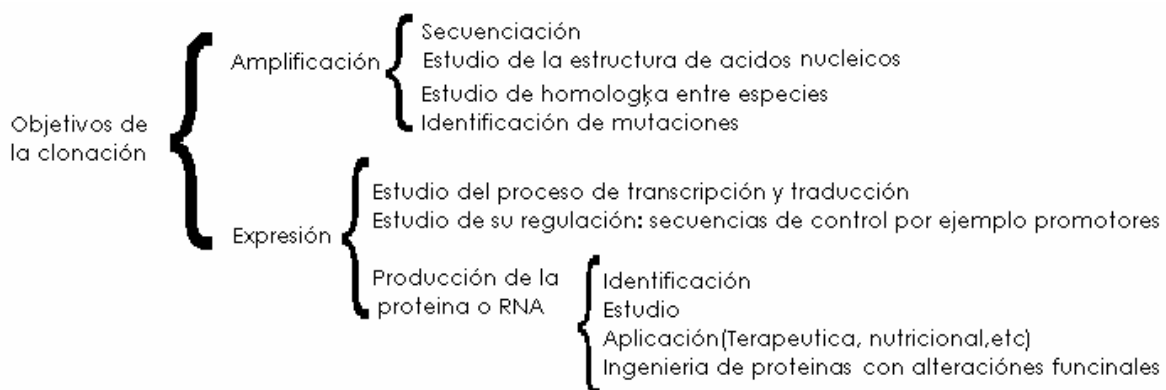 Objetivos de
la clonación
Amplificación
Secuenciación
Estudio de la estructura de acidos nucleicos
Estudio de homologķa entre especies
Identificación de mutaciones
Expresión
Estudio del proceso de transcripción y traducción
Estudio de su regulación: secuencias de control por ejemplo promotores
Producción de la
proteina o RNA
Identificación
Estudio
Aplicación(Terapeutica, nutricional,etc)
Ingenieria de proteinas con alteraciónes funcinales